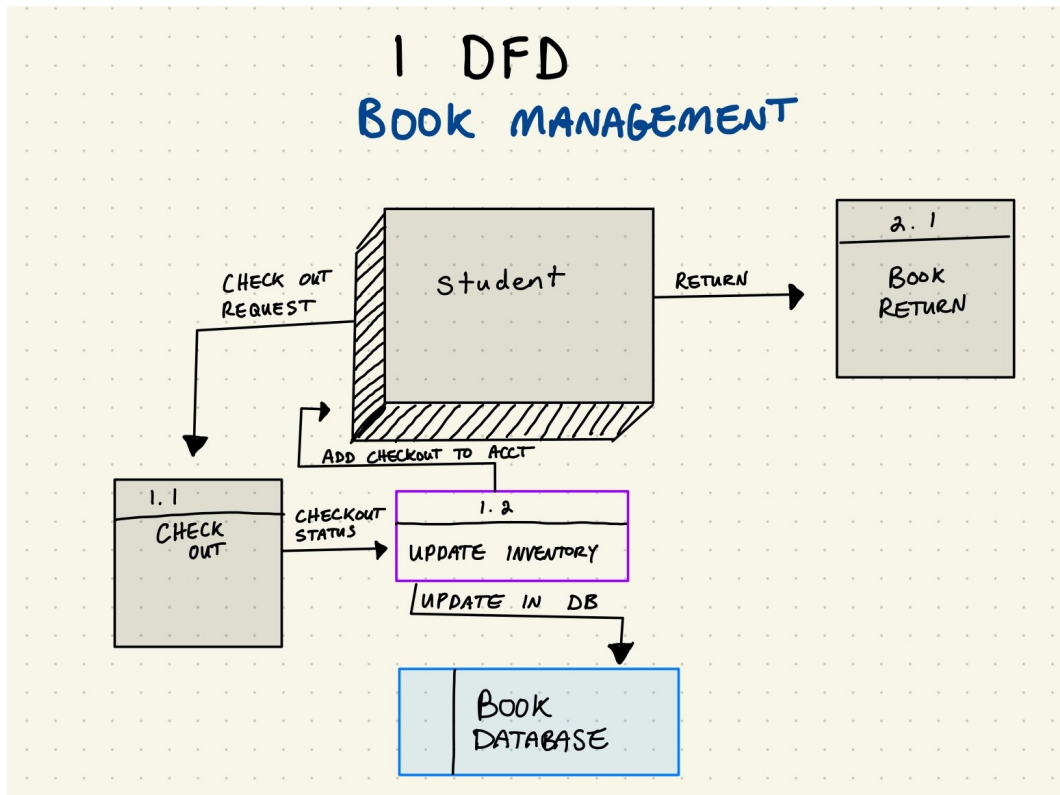 1 DFD
BOOK MANAGEMENT
student
CHECK OUT
REQUEST
RETURN
2.1
BOOK
RETURN
ADD CHECKOUT TO ACCT
1.1
CHECK
OUT
CHECKOUT
STATUS
1.2
UPDATE INVENTORY
UPDATE IN DB
BOOK
DATABASE